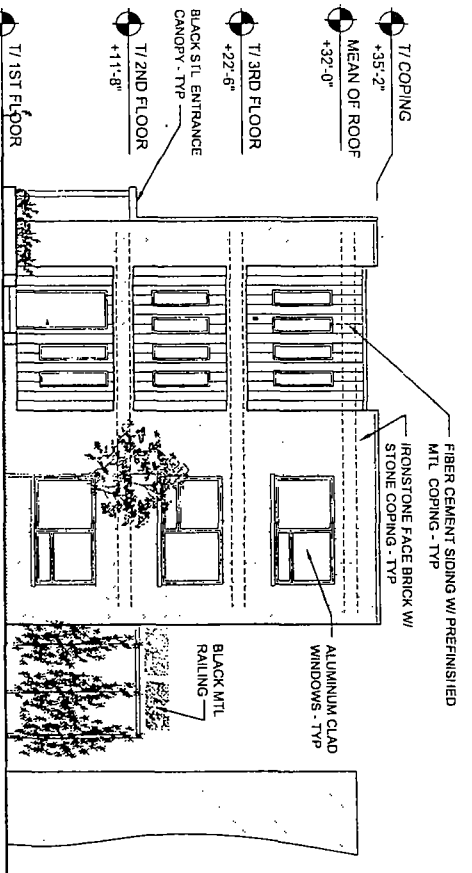 T/ COPING
+35'-2"
MEAN OF ROOF
+32'-0"
T/ 3RD FLOOR
+22'-6"
BLACK STL ENTRANCE
CANOPY - TYP
T/ 2ND FLOOR
+11'-8"
T/ 1ST FLOOR
FIBER CEMENT SIDING W/ PREFINISHED
MTL COPING - TYP
IRONSTONE FACE BRICK W/
STONE COPING - TYP
ALUMINUM CLAD
WINDOWS - TYP
BLACK MTL
RAILING